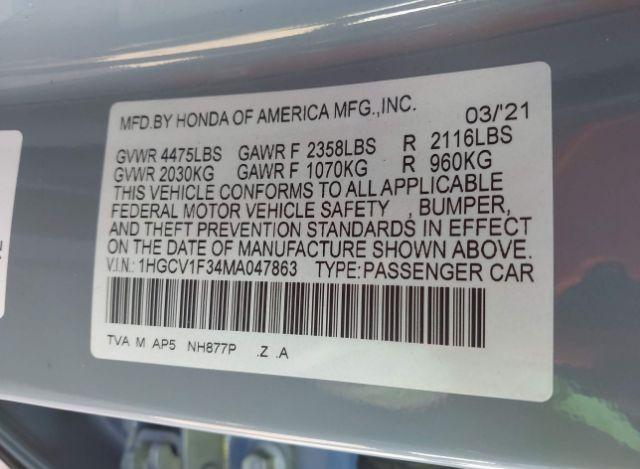 MFD.BY HONDA OF AMERICA MFG.,INC. 03/'21
GVWR 4475LBS GAWR F 2358LBS R 2116LBS
GVWR 2030KG GAWR F 1070KG R 960KG
THIS VEHICLE CONFORMS TO ALL APPLICABLE
FEDERAL MOTOR VEHICLE SAFETY , BUMPER,
AND THEFT PREVENTION STANDARDS IN EFFECT
ON THE DATE OF MANUFACTURE SHOWN ABOVE.
V.I.N.: 1HGCV1F34MA047863 TYPE:PASSENGER CAR
TVA M AP5 NH877P .Z .A